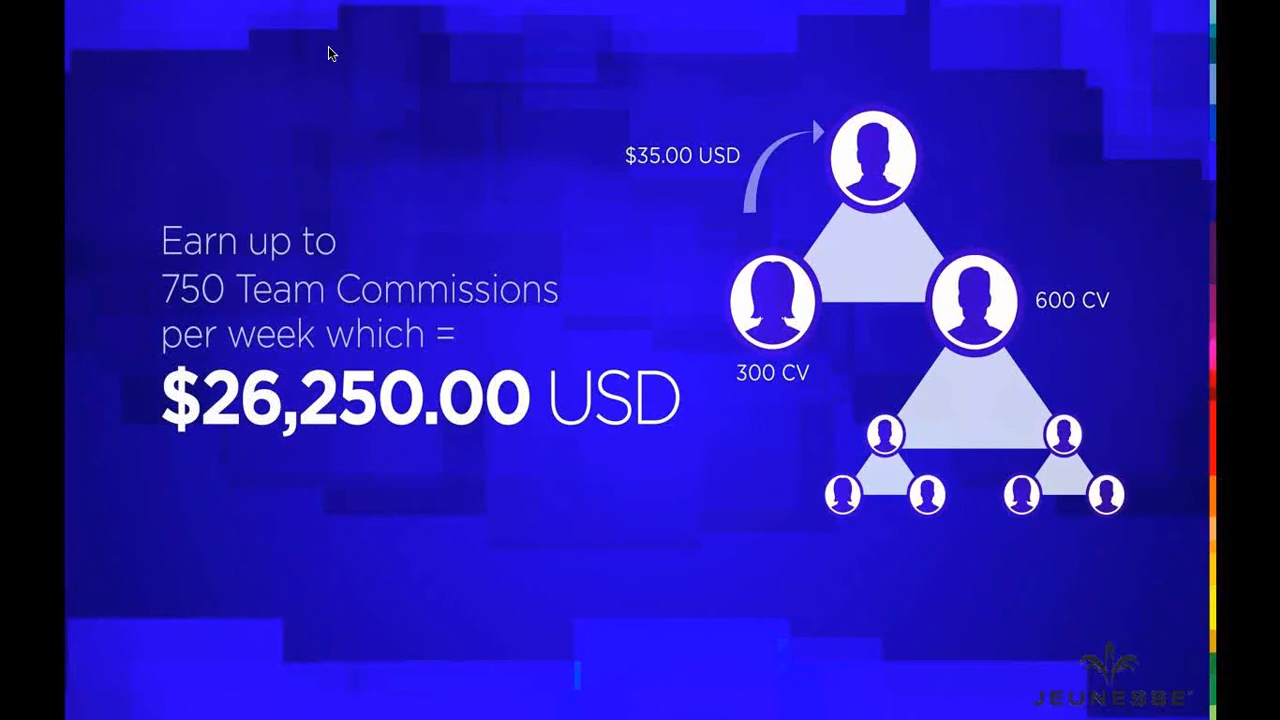 Earn up to
750 Team Commissions
per week which =
$26,250.00 USD
$35.00 USD
600 CV
300 CV
JEUNESSE